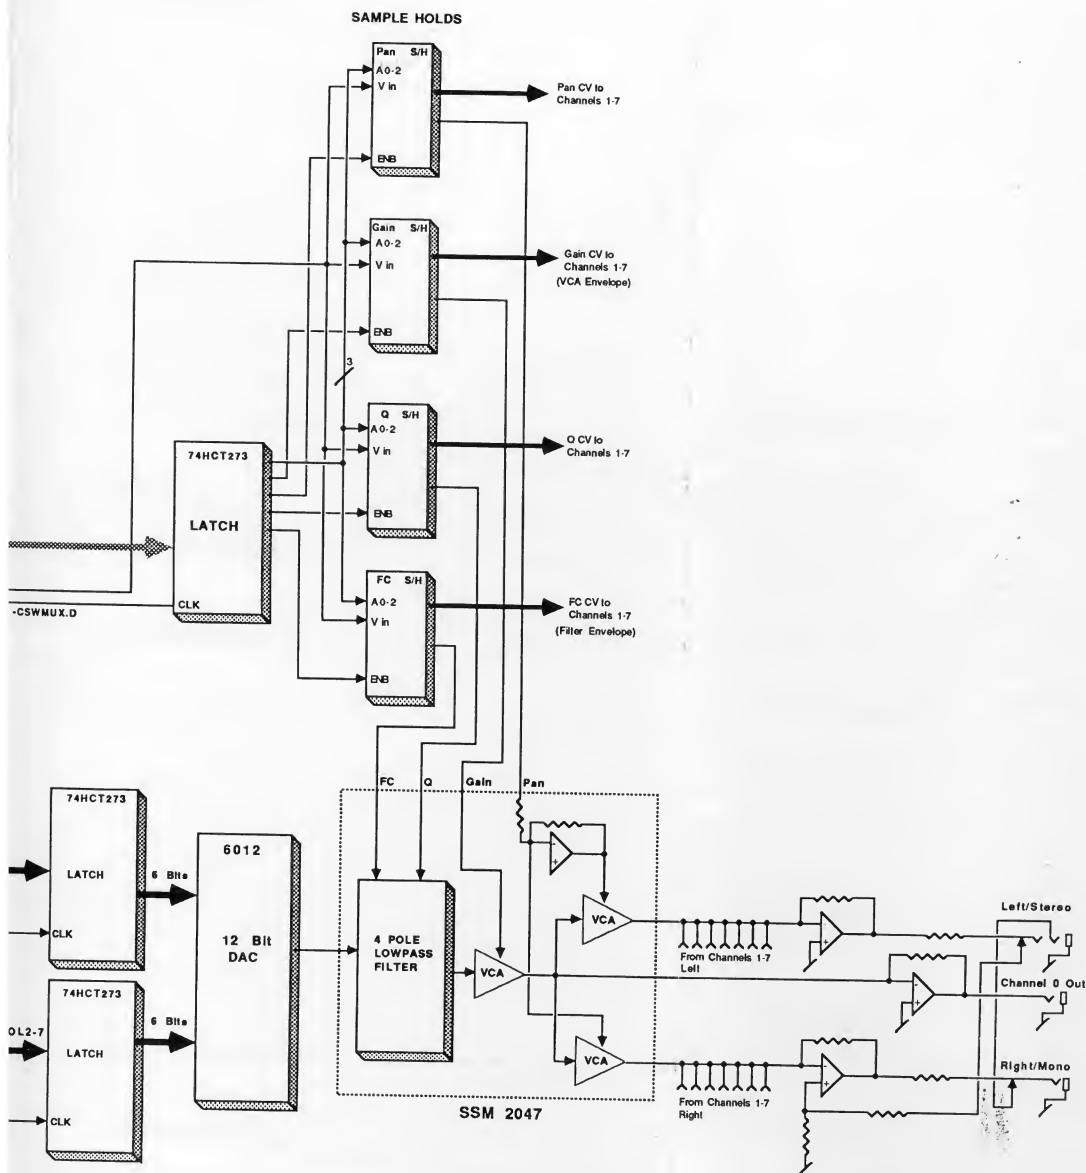 SAMPLE HOLDS
Pan S/H
A0-2
V in
ENB
Pan CV to
Channels 1-7
Gain S/H
A0-2
V in
ENB
Gain CV to
Channels 1-7
(VCA Envelope)
3
Q S/H
A0-2
V in
ENB
Q CV to
Channels 1-7
74HCT273
LATCH
CLK
-CSWMUX.D
FC S/H
A0-2
V in
ENB
FC CV to
Channels 1-7
(Filter Envelope)
FC
Q
Gain
Pan
74HCT273
LATCH
CLK
6 Bits
6012
12 Bit
DAC
4 POLE
LOWPASS
FILTER
VCA
-
+
VCA
VCA
From Channels 1-7
Left
-
+
Left/Stereo
-
+
Channel 0 Out
74HCT273
OL2-7
LATCH
CLK
6 Bits
From Channels 1-7
Right
-
+
Right/Mono
SSM 2047